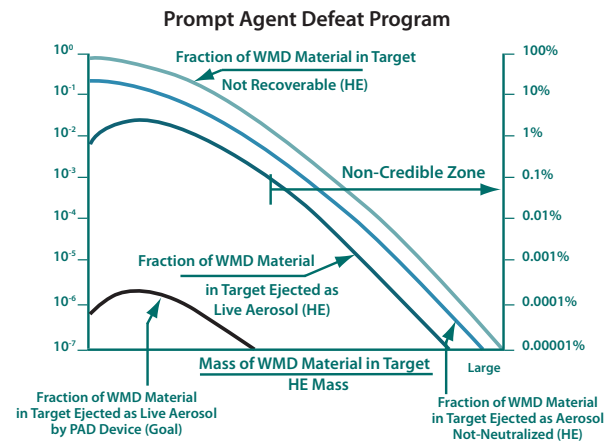 Prompt Agent Defeat Program
10⁰
10⁻¹
10⁻²
10⁻³
10⁻⁴
10⁻⁵
10⁻⁶
10⁻⁷
100%
10%
1%
0.1%
0.01%
0.001%
0.0001%
0.00001%
Fraction of WMD Material in Target
Not Recoverable (HE)
Non-Credible Zone
Fraction of WMD Material
in Target Ejected as
Live Aerosol (HE)
Mass of WMD Material in Target
HE Mass
Large
Fraction of WMD Material
in Target Ejected as Live Aerosol
by PAD Device (Goal)
Fraction of WMD Material
in Target Ejected as Aerosol
Not-Neutralized (HE)